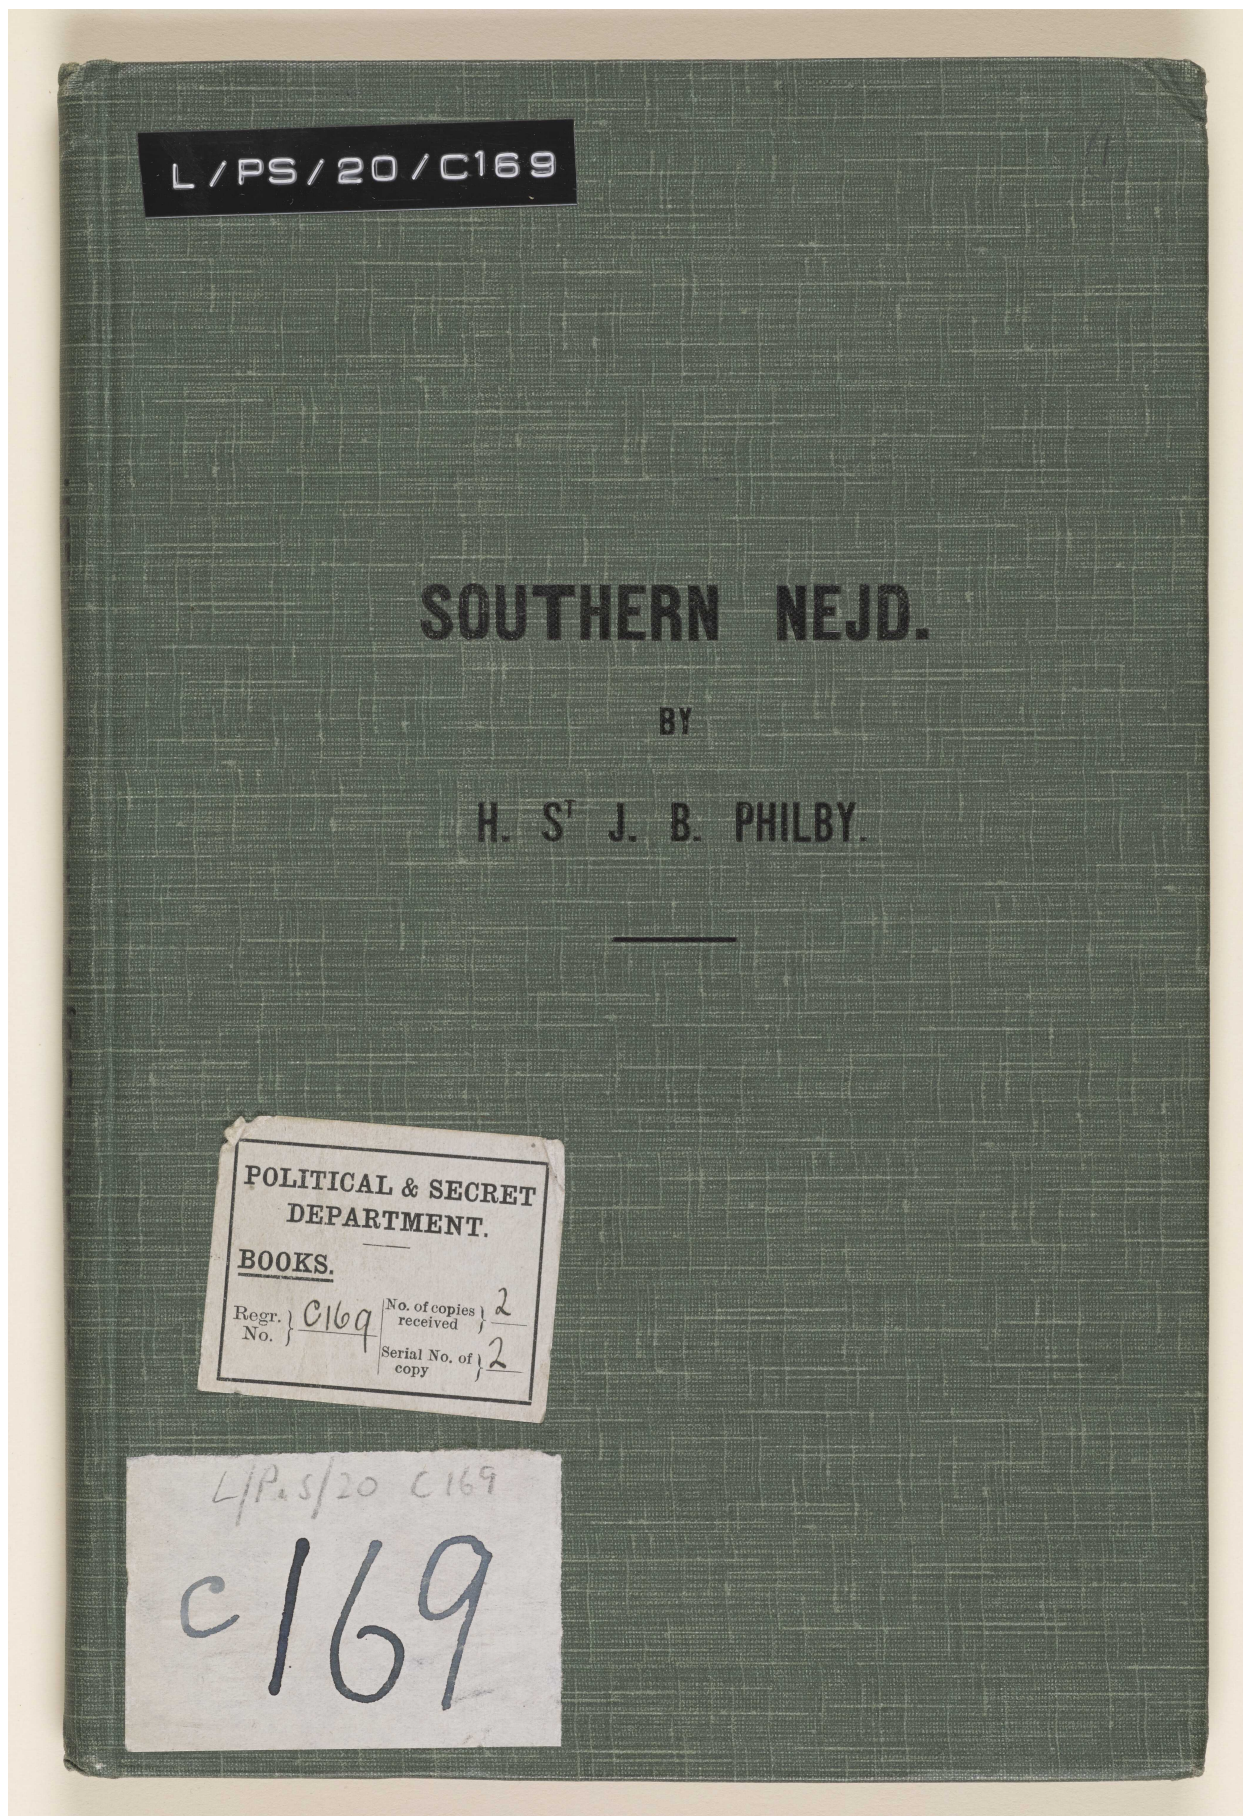 L/PS/20/C169
SOUTHERN NEJD.
BY
H. ST J. B. PHILBY.
POLITICAL & SECRET
DEPARTMENT.
BOOKS.
Regr. No. } C169
No. of copies received } 2
Serial No. of copy } 2
L/P&S/20 C169
C169